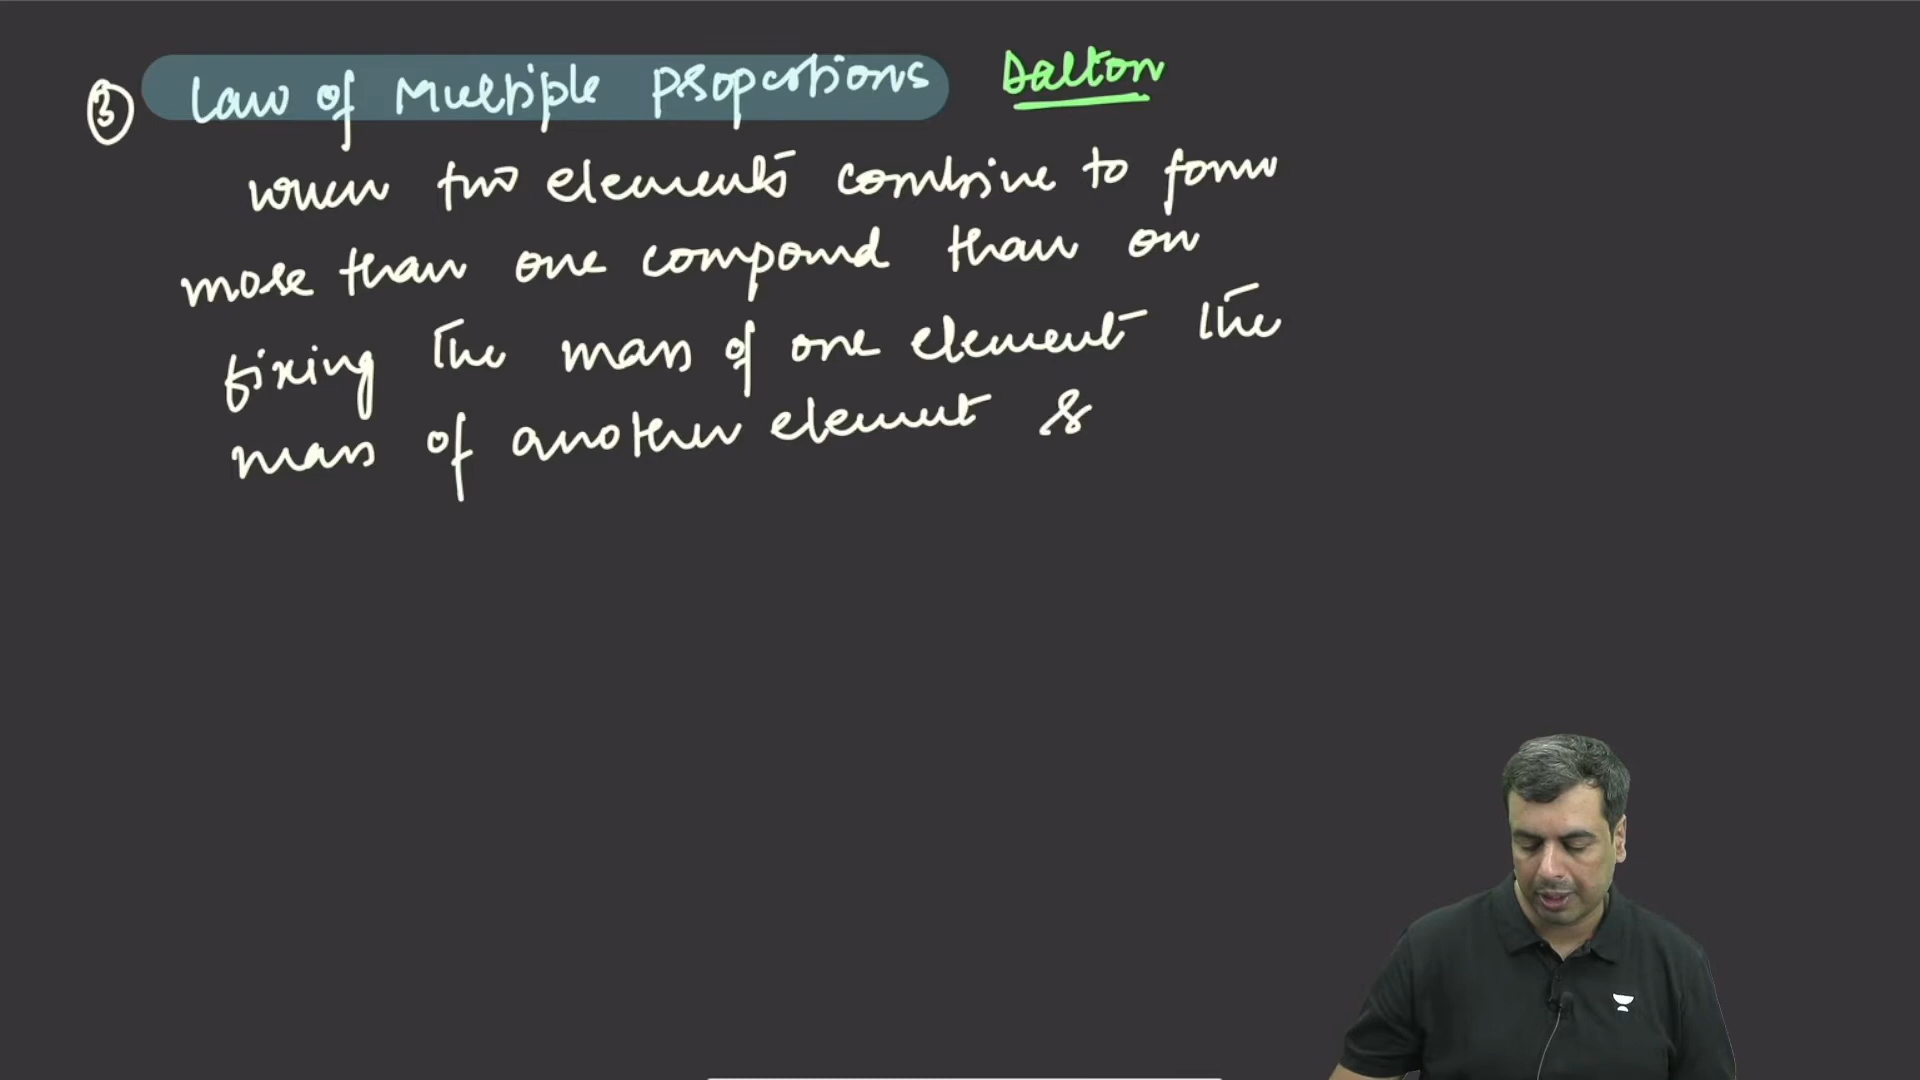 3 Law of Multiple proportions Dalton
when two elements combine to form
more than one compound than on
fixing the mass of one element the
mass of another element